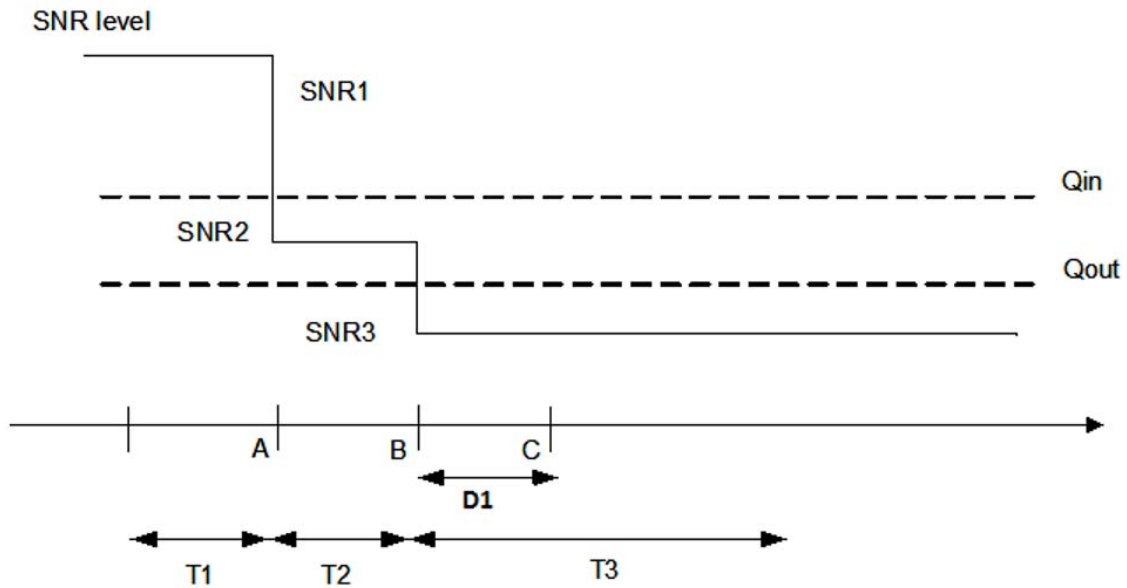 SNR level
SNR1
Qin
SNR2
Qout
SNR3
A B C
D1
T1 T2 T3